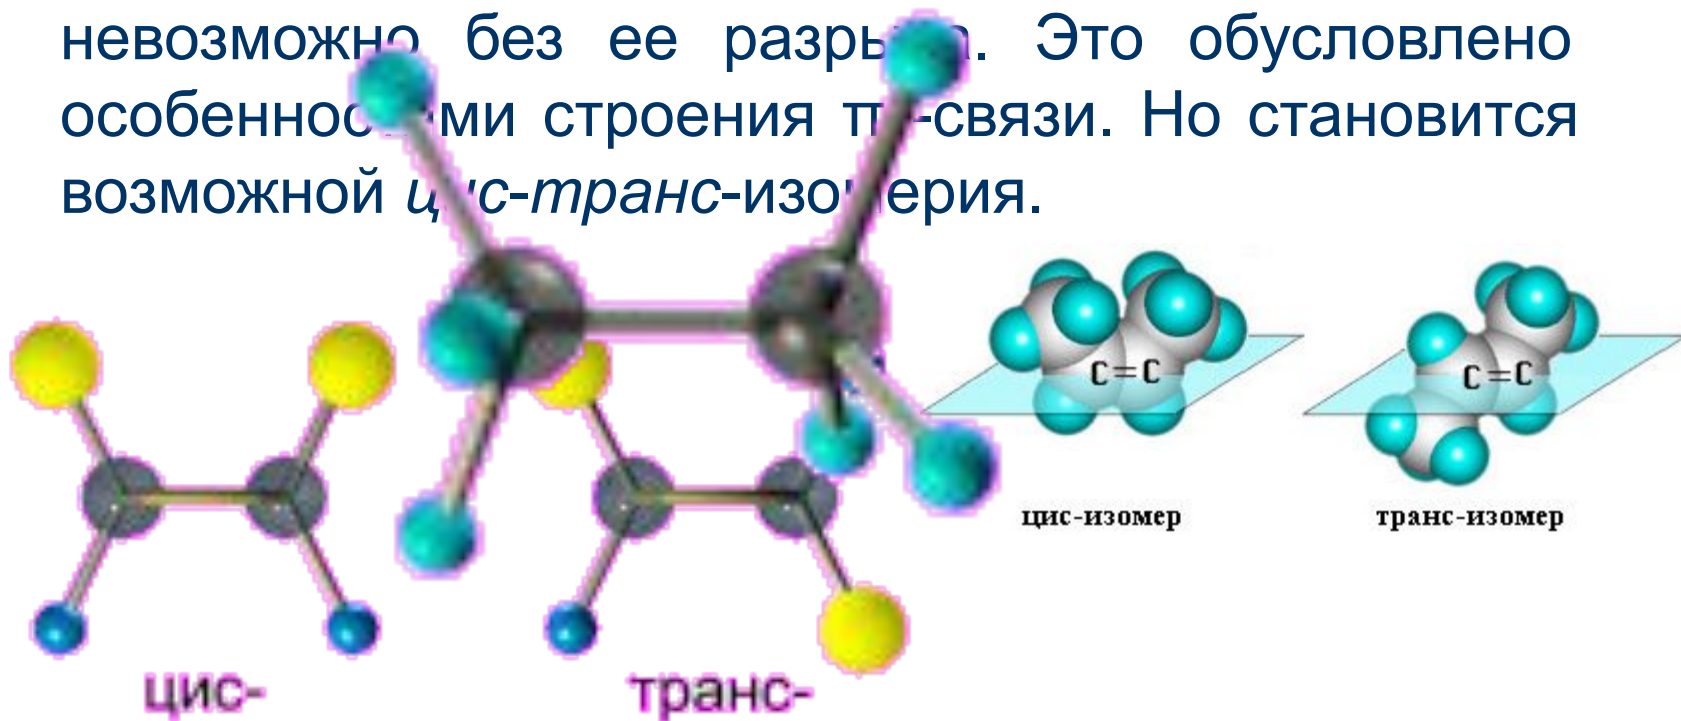 невозможно без ее разрыва. Это обусловлено
особенностями строения π-связи. Но становится
возможной цис-транс-изомерия.
C=C
C=C
цис-изомер
транс-изомер
цис-
транс-